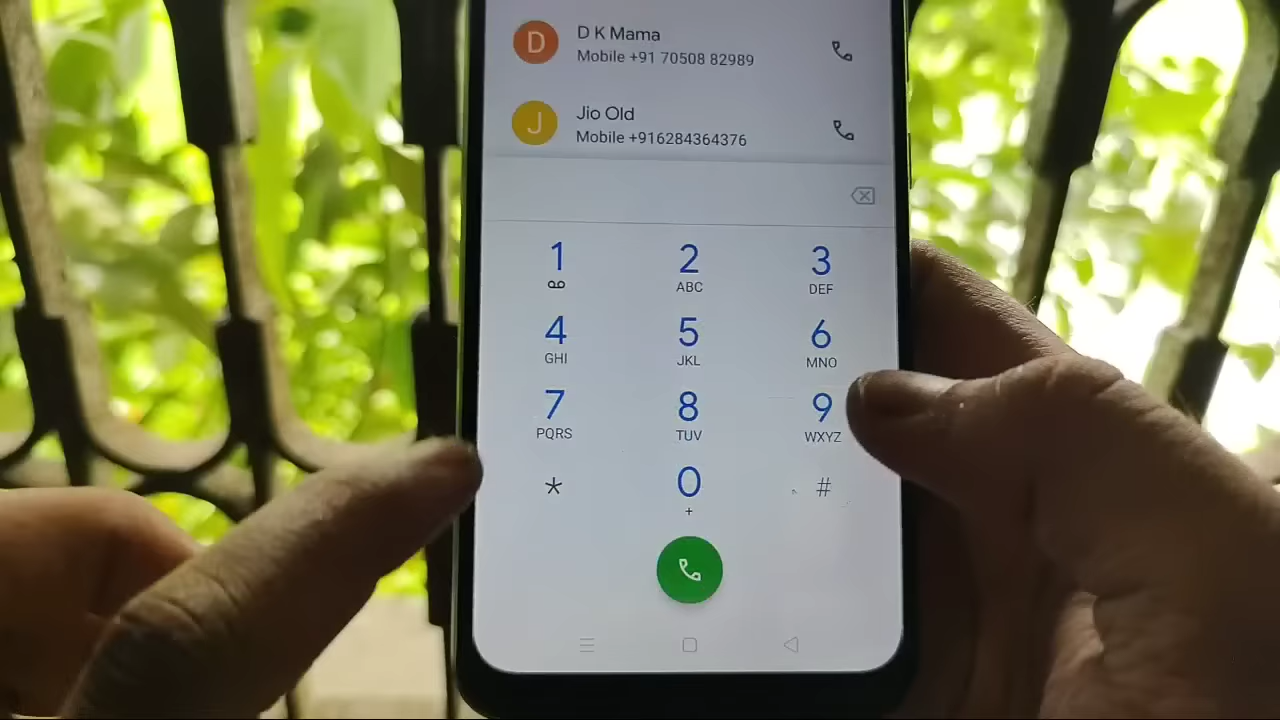 D
D K Mama
Mobile +91 70508 82989
J
Jio Old
Mobile +916284364376
1
2
ABC
3
DEF
4
GHI
5
JKL
6
MNO
7
PQRS
8
TUV
9
WXYZ
*
0
+
#